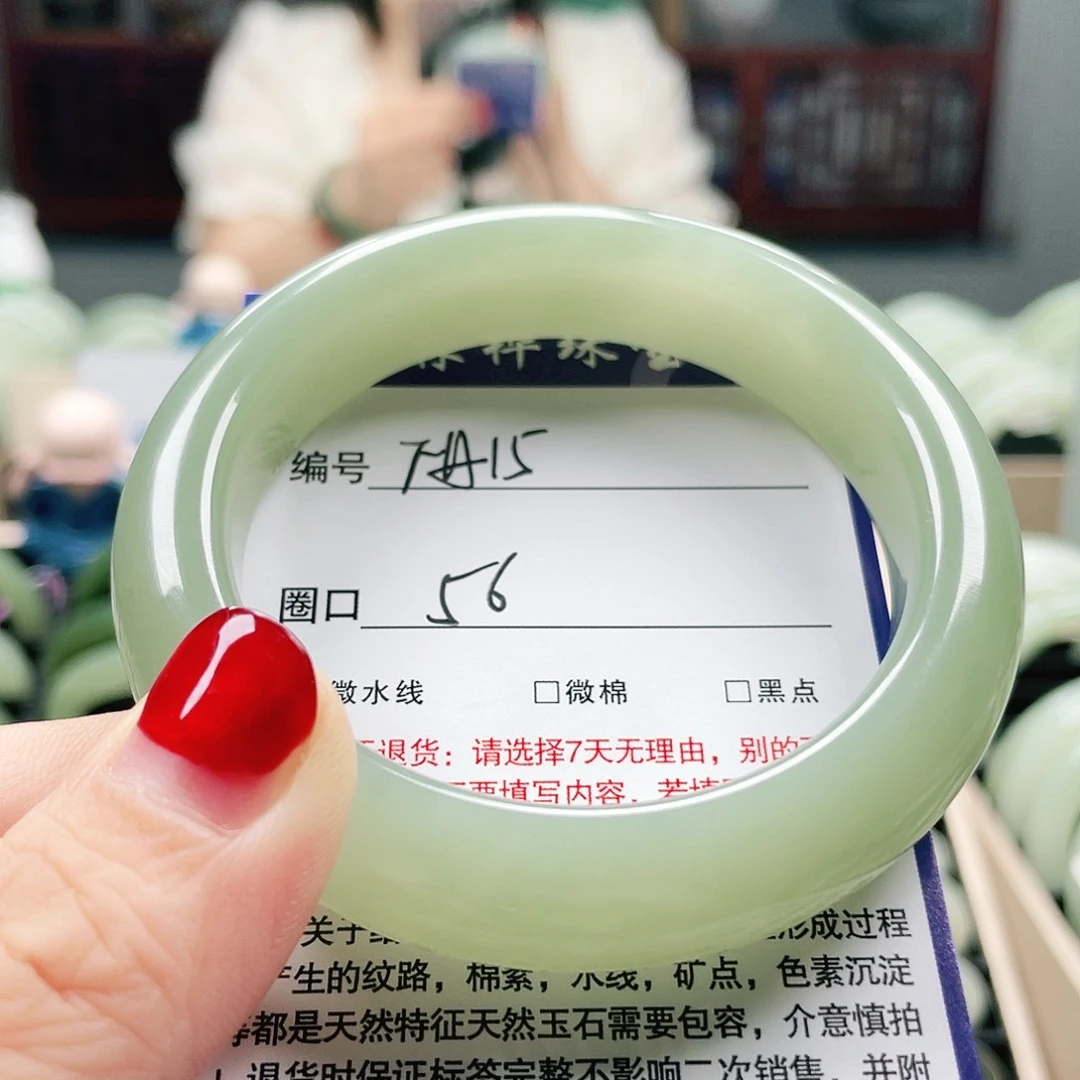 祥珠
编号
圈口 56
微水线 □微棉 □黑点
退货：请选择7天无理由，别的
要填写内容，若填
关于
形成过程
产生的纹路，棉絮，水线，矿点，色素沉淀
等都是天然特征天然玉石需要包容，介意慎拍
退货时保证标签完整不影响二次销售，并附